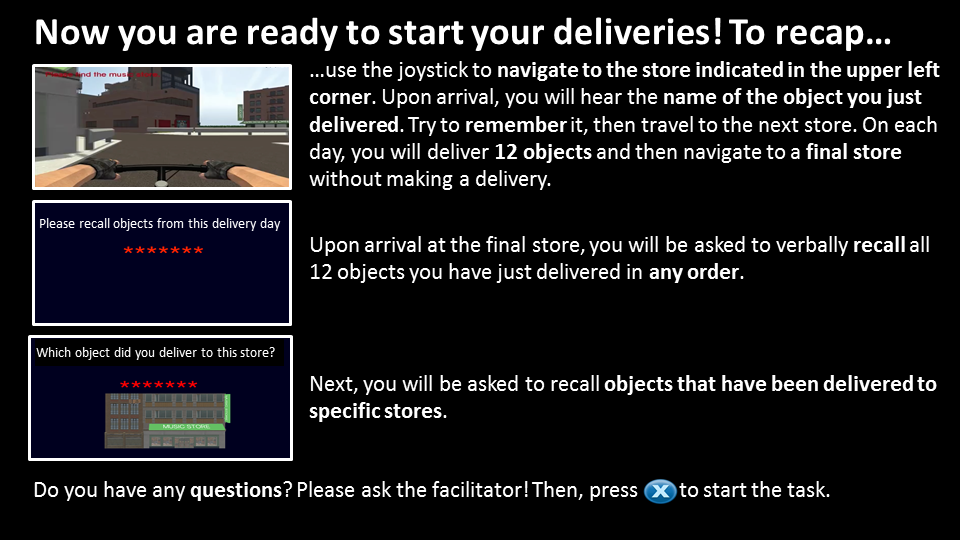 Now you are ready to start your deliveries! To recap…
…use the joystick to navigate to the store indicated in the upper left
corner. Upon arrival, you will hear the name of the object you just
delivered. Try to remember it, then travel to the next store. On each
day, you will deliver 12 objects and then navigate to a final store
without making a delivery.
Please find the music store
Please recall objects from this delivery day
*******
Upon arrival at the final store, you will be asked to verbally recall all
12 objects you have just delivered in any order.
Which object did you deliver to this store?
*******
MUSIC STORE
Next, you will be asked to recall objects that have been delivered to
specific stores.
Do you have any questions? Please ask the facilitator! Then, press X to start the task.